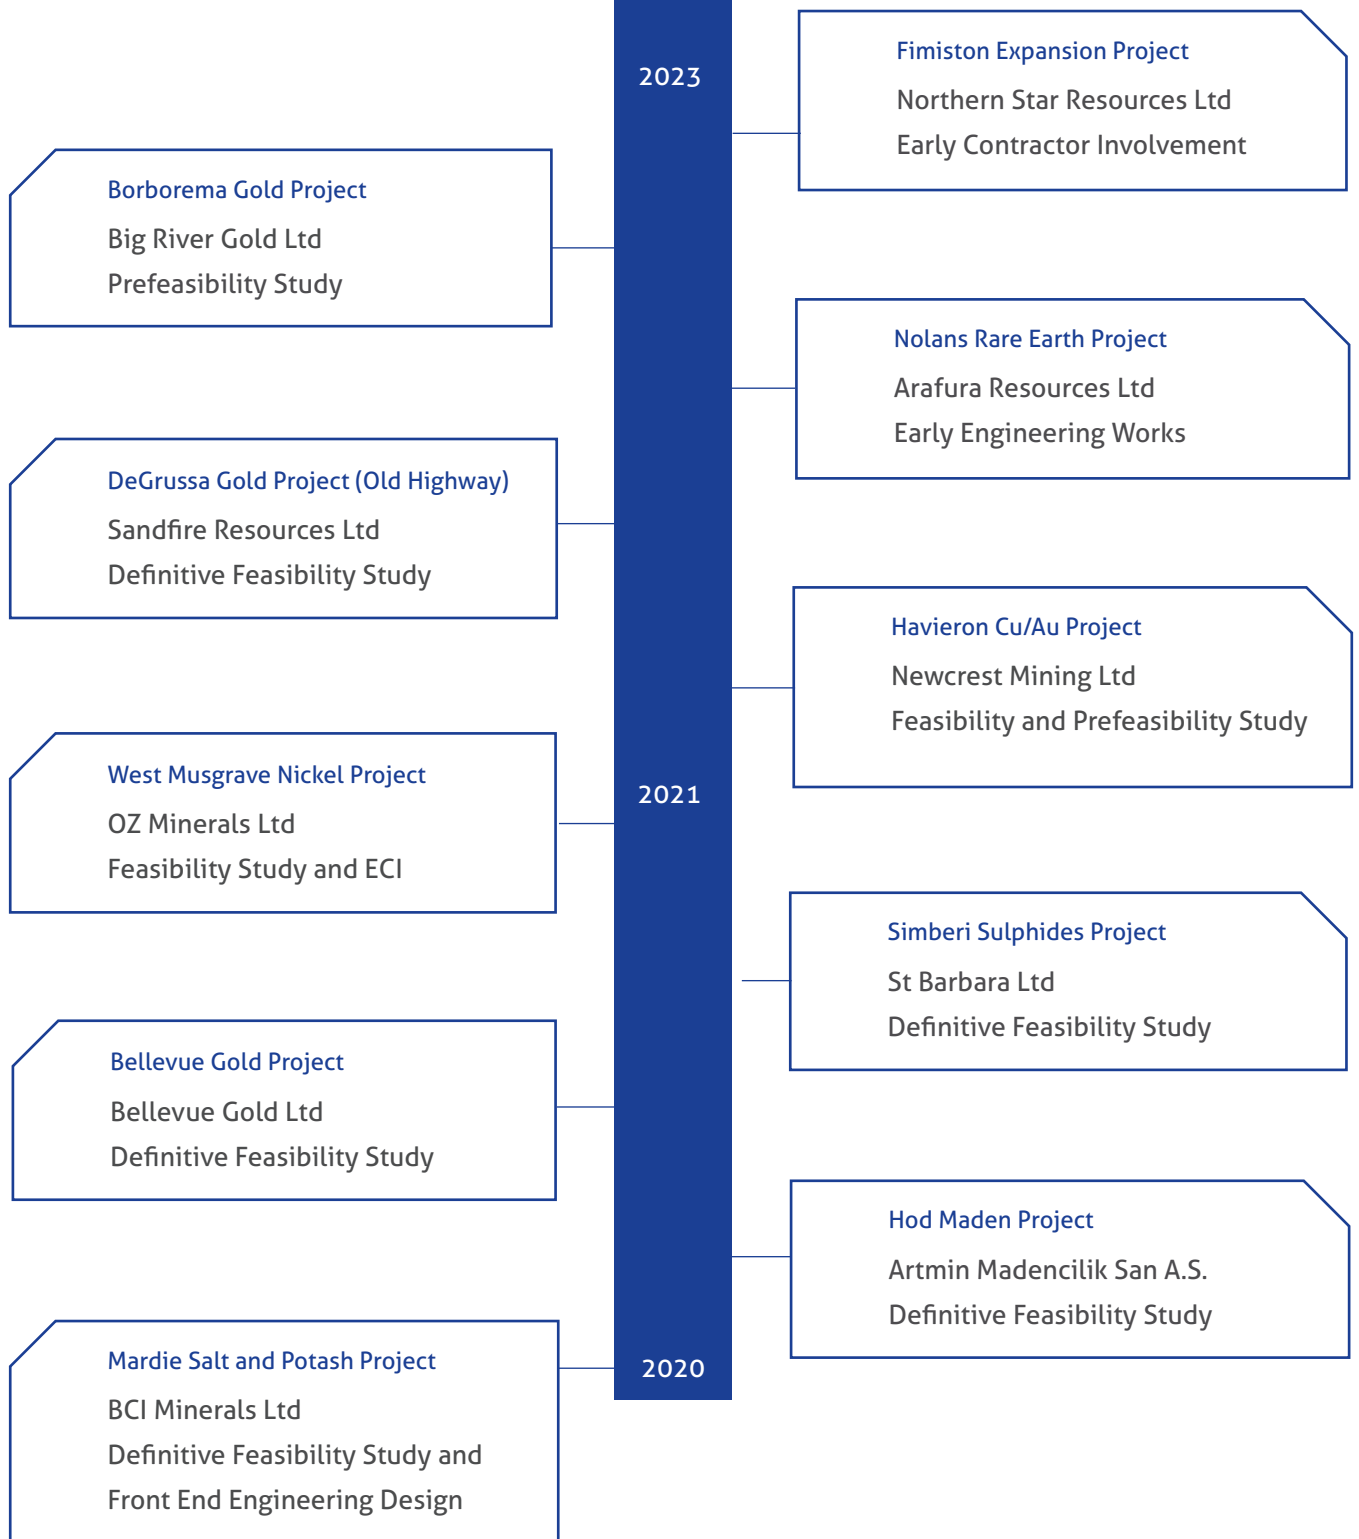 2023
Fimiston Expansion Project
Northern Star Resources Ltd
Early Contractor Involvement
Borborema Gold Project
Big River Gold Ltd
Prefeasibility Study
Nolans Rare Earth Project
Arafura Resources Ltd
Early Engineering Works
DeGrussa Gold Project (Old Highway)
Sandfire Resources Ltd
Definitive Feasibility Study
Havieron Cu/Au Project
Newcrest Mining Ltd
Feasibility and Prefeasibility Study
West Musgrave Nickel Project
OZ Minerals Ltd
Feasibility Study and ECI
2021
Simberi Sulphides Project
St Barbara Ltd
Definitive Feasibility Study
Bellevue Gold Project
Bellevue Gold Ltd
Definitive Feasibility Study
Hod Maden Project
Artmin Madencilik San A.S.
Definitive Feasibility Study
2020
Mardie Salt and Potash Project
BCI Minerals Ltd
Definitive Feasibility Study and
Front End Engineering Design